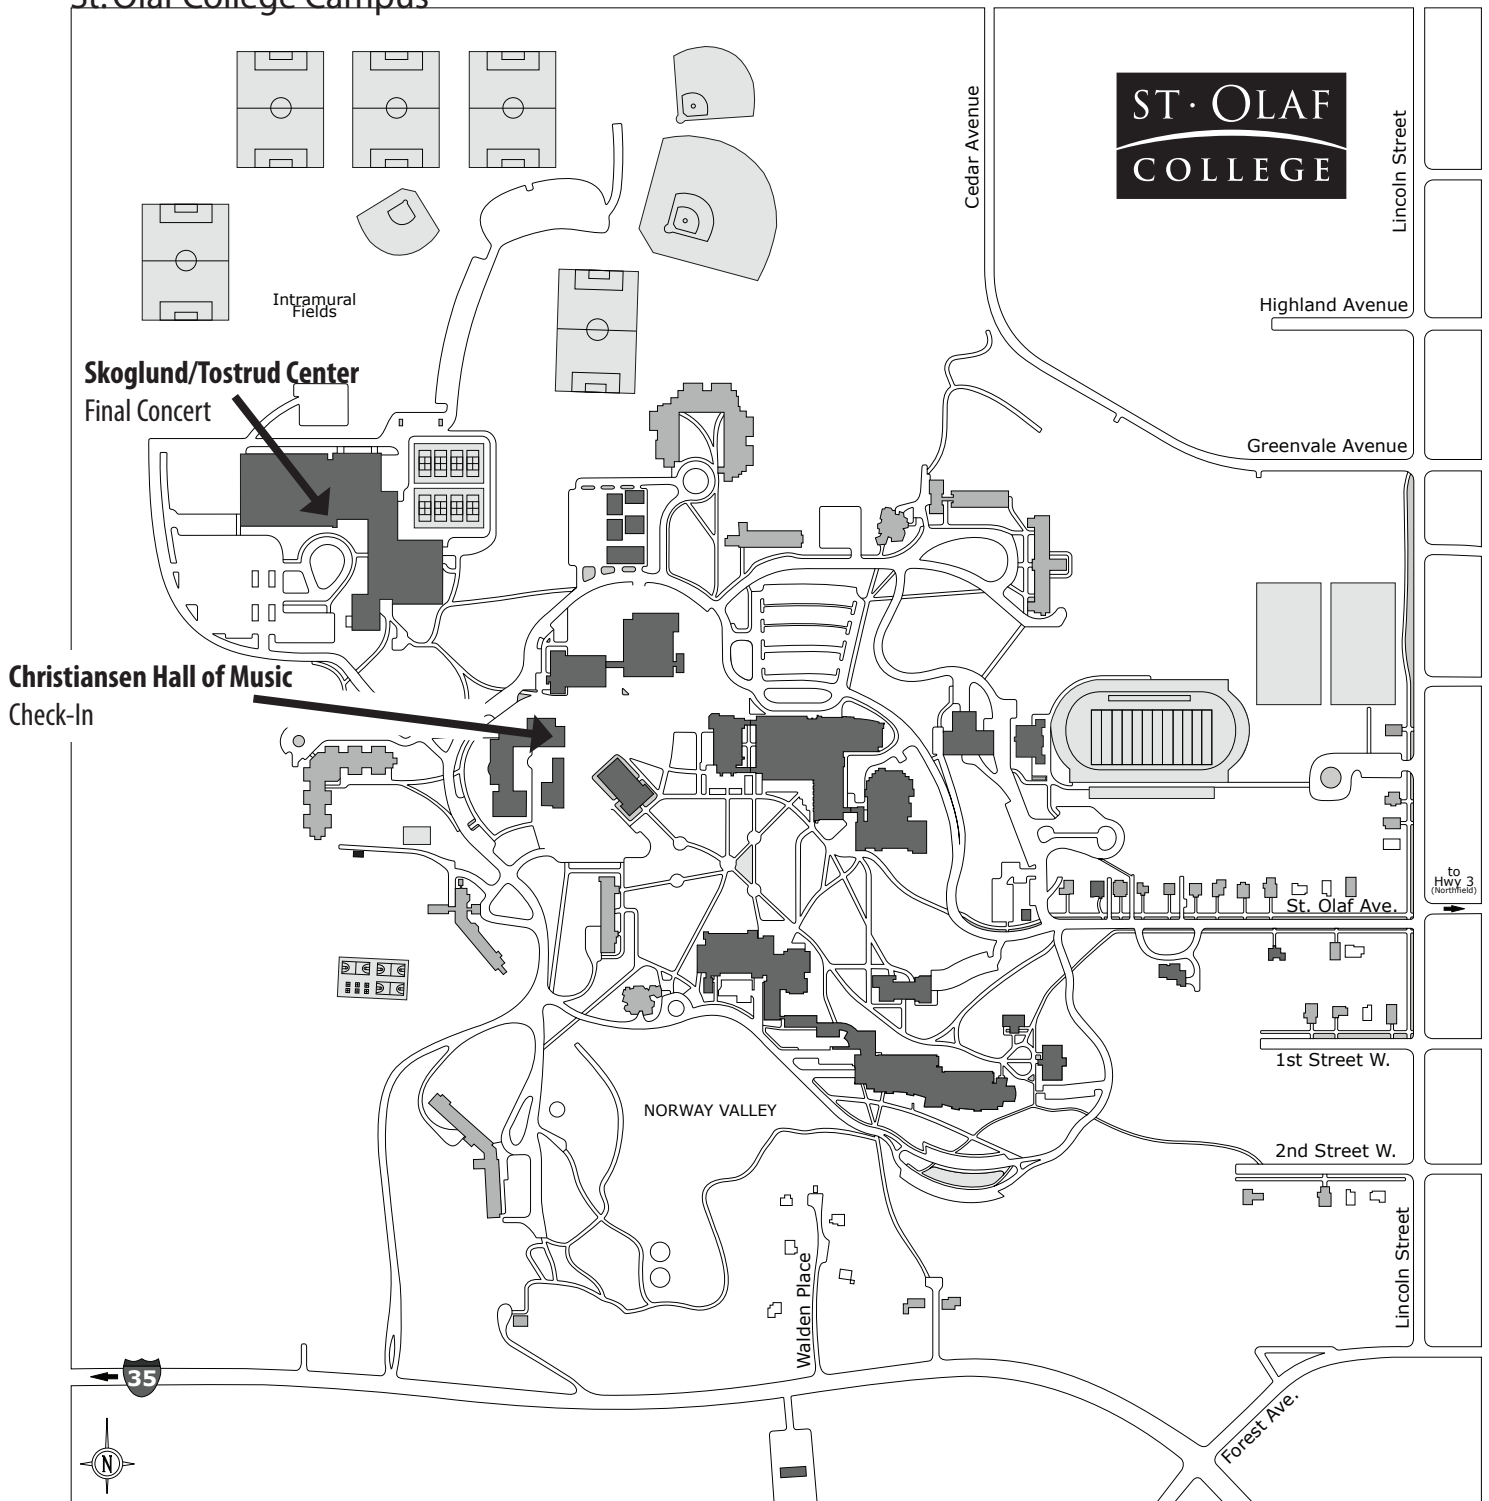 St. Olaf College Campus
ST · OLAF
COLLEGE
Cedar Avenue
Lincoln Street
Intramural
Fields
Highland Avenue
Skoglund/Tostrud Center
Final Concert
Greenvale Avenue
Christiansen Hall of Music
Check-In
to
Hwy 3
(Northfield)
St. Olaf Ave.
1st Street W.
NORWAY VALLEY
2nd Street W.
Walden Place
Lincoln Street
35
Forest Ave.
N